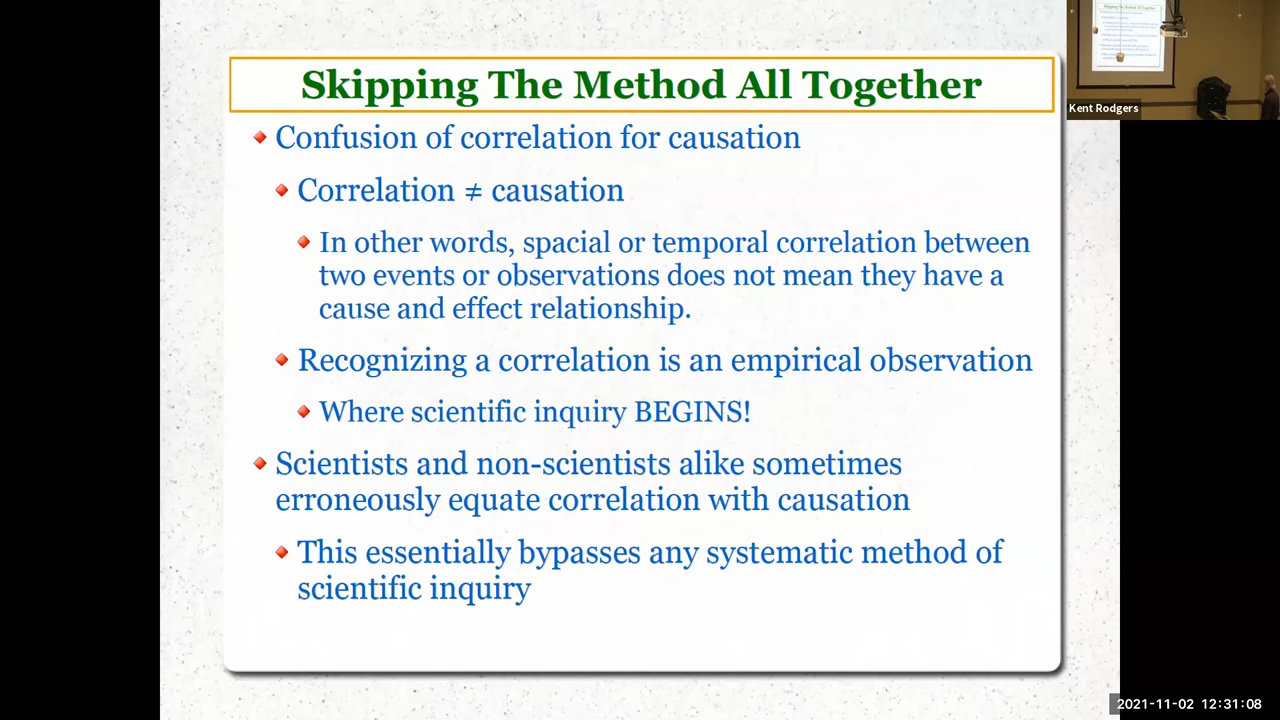 Skipping The Method All Together
Confusion of correlation for causation
Correlation ≠ causation
In other words, spacial or temporal correlation between
two events or observations does not mean they have a
cause and effect relationship.
Recognizing a correlation is an empirical observation
Where scientific inquiry BEGINS!
Scientists and non-scientists alike sometimes
erroneously equate correlation with causation
This essentially bypasses any systematic method of
scientific inquiry
Kent Rodgers
2021-11-02 12:31:08